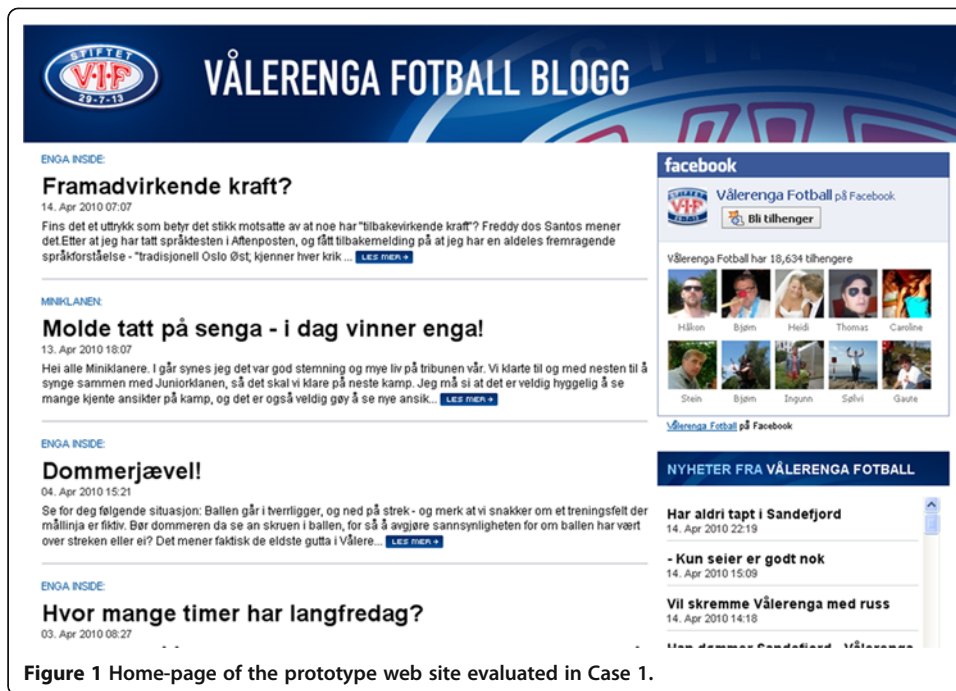 STIFTET
V·I·F
29-7-13
VÅLERENGA FOTBALL BLOGG
ENGA INSIDE:
Framadvirkende kraft?
14. Apr 2010 07:07
Fins det et uttrykk som betyr det stikk motsatte av at noe har "tilbakevirkende kraft"? Freddy dos Santos mener
det.Etter at jeg har tatt språktesten i Aftenposten, og fått tilbakemelding på at jeg har en aldeles fremragende
språkforståelse - "tradisjonell Oslo Øst; kjenner hver krik ... LES MER
MINIKLANEN:
Molde tatt på senga - i dag vinner enga!
13. Apr 2010 18:07
Hei alle Miniklanere. I går synes jeg det var god stemning og mye liv på tribunen vår. Vi klarte til og med nesten til å
synge sammen med Juniorklanen, så det skal vi klare på neste kamp. Jeg må si at det er veldig hyggelig å se
mange kjente ansikter på kamp, og det er også veldig gøy å se nye ansik... LES MER
ENGA INSIDE:
Dommerjævel!
04. Apr 2010 15:21
Se for deg følgende situasjon: Ballen går i tverrligger, og ned på strek - og merk at vi snakker om et treningsfelt der
mållinja er fiktiv. Bør dommeren da se an skruen i ballen, for så å avgjøre sannsynligheten for om ballen har vært
over streken eller ei? Det mener faktisk de eldste gutta i Vålere... LES MER
ENGA INSIDE:
Hvor mange timer har langfredag?
03. Apr 2010 08:27
facebook
Vålerenga Fotball på Facebook
Bli tilhenger
Vålerenga Fotball har 18,634 tilhengere
Håkon Bjørn Heidi Thomas Caroline
Stein Bjørn Ingunn Sølvi Gaute
Vålerenga Fotball på Facebook
NYHETER FRA VÅLERENGA FOTBALL
Har aldri tapt i Sandefjord
14. Apr 2010 22:19
- Kun seier er godt nok
14. Apr 2010 15:09
Vil skremme Vålerenga med russ
14. Apr 2010 14:18
Han dømmer Sandefjord - Vålerenga
Figure 1 Home-page of the prototype web site evaluated in Case 1.